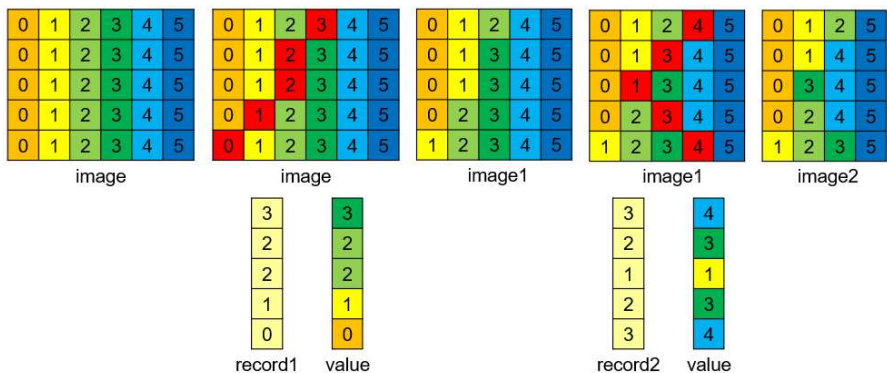 0 1 2 3 4 5 0 1 2 3 4 5 0 1 2 4 5 0 1 2 4 5 0 1 2 5
0 1 2 3 4 5 0 1 2 3 4 5 0 1 3 4 5 0 1 3 4 5 0 1 4 5
0 1 2 3 4 5 0 1 2 3 4 5 0 1 3 4 5 0 1 3 4 5 0 3 4 5
0 1 2 3 4 5 0 1 2 3 4 5 0 2 3 4 5 0 2 3 4 5 0 2 4 5
0 1 2 3 4 5 0 1 2 3 4 5 1 2 3 4 5 1 2 3 4 5 1 2 3 5
image image image1 image1 image2
3 3 3 4
2 2 2 3
2 2 1 1
1 1 2 3
0 0 3 4
record1 value record2 value